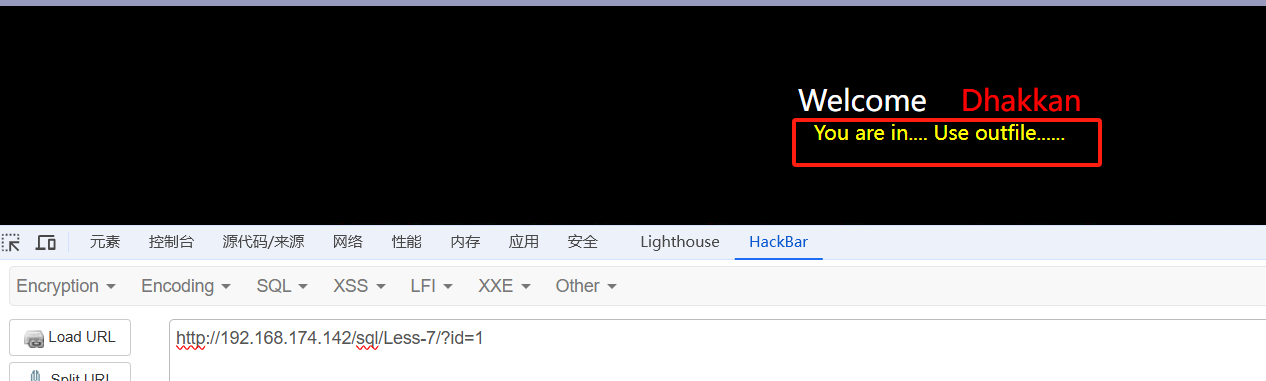 Welcome Dhakkan
You are in.... Use outfile......
元素 控制台 源代码/来源 网络 性能 内存 应用 安全 Lighthouse HackBar
Encryption Encoding SQL XSS LFI XXE Other
Load URL http://192.168.174.142/sql/Less-7/?id=1
Split URL